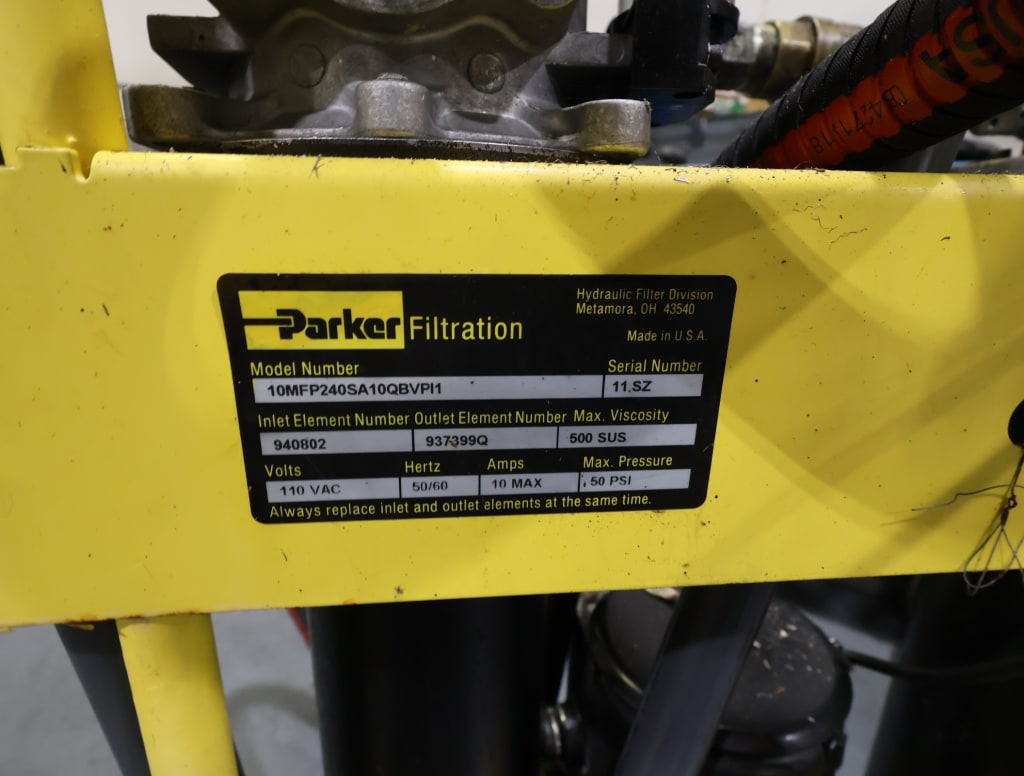 USA
CB4271318
Parker Filtration
Hydraulic Filter Division
Metamora, OH 43540
Made in U.S.A.
Model Number Serial Number
10MFP240SA10QBVPI1 11.SZ
Inlet Element Number Outlet Element Number Max. Viscosity
940802 937399Q 500 SUS
Volts Hertz Amps Max. Pressure
110 VAC 50/60 10 MAX 50 PSI
Always replace inlet and outlet elements at the same time.